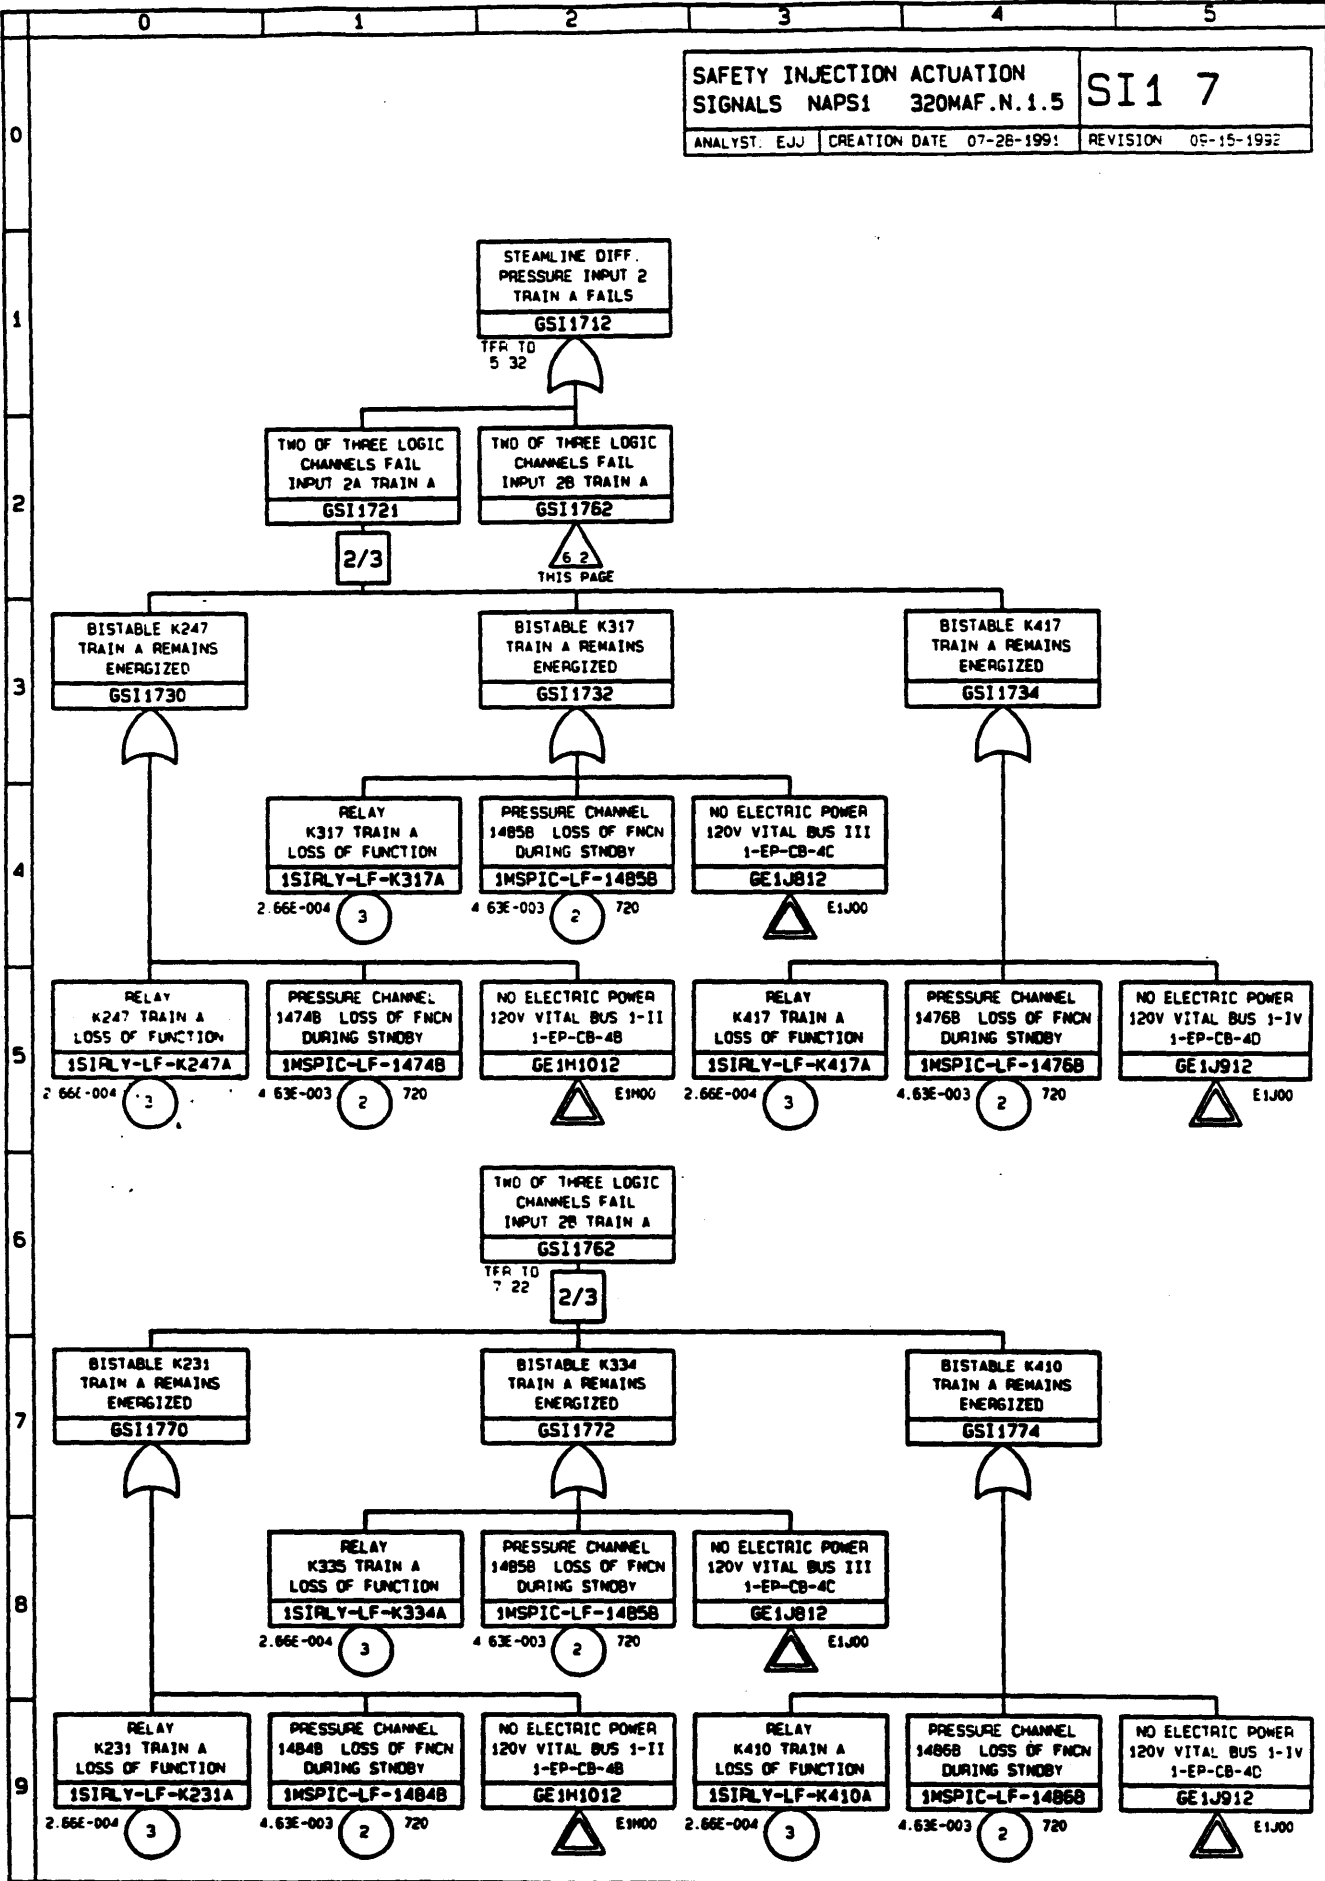 0 1 2 3 4 5
SAFETY INJECTION ACTUATION
SIGNALS NAPS1 320MAF.N.1.5
SI1 7
ANALYST: EJJ CREATION DATE 07-28-1991 REVISION 09-15-1992
0
STEAMLINE DIFF.
PRESSURE INPUT 2
TRAIN A FAILS
GSI1712
1
TFR TO
5 32
TWO OF THREE LOGIC
CHANNELS FAIL
INPUT 2A TRAIN A
GSI1721
2/3
TWO OF THREE LOGIC
CHANNELS FAIL
INPUT 2B TRAIN A
GSI1762
6 2
THIS PAGE
2
BISTABLE K247
TRAIN A REMAINS
ENERGIZED
GSI1730
BISTABLE K317
TRAIN A REMAINS
ENERGIZED
GSI1732
BISTABLE K417
TRAIN A REMAINS
ENERGIZED
GSI1734
3
RELAY
K317 TRAIN A
LOSS OF FUNCTION
1SIRLY-LF-K317A
2.66E-004 3
PRESSURE CHANNEL
1485B LOSS OF FNCN
DURING STNDBY
1MSPIC-LF-1485B
4 63E-003 2 720
NO ELECTRIC POWER
120V VITAL BUS III
1-EP-CB-4C
GE1J812
E1J00
4
RELAY
K247 TRAIN A
LOSS OF FUNCTION
1SIRLY-LF-K247A
2 66E-004 3
PRESSURE CHANNEL
1474B LOSS OF FNCN
DURING STNDBY
1MSPIC-LF-1474B
4 63E-003 2 720
NO ELECTRIC POWER
120V VITAL BUS 1-II
1-EP-CB-4B
GE1H1012
E1H00
RELAY
K417 TRAIN A
LOSS OF FUNCTION
1SIRLY-LF-K417A
2.66E-004 3
PRESSURE CHANNEL
1476B LOSS OF FNCN
DURING STNDBY
1MSPIC-LF-1476B
4.63E-003 2 720
NO ELECTRIC POWER
120V VITAL BUS 1-IV
1-EP-CB-4D
GE1J912
E1J00
5
TWO OF THREE LOGIC
CHANNELS FAIL
INPUT 2B TRAIN A
GSI1762
TFR TO
7 22
2/3
6
BISTABLE K231
TRAIN A REMAINS
ENERGIZED
GSI1770
BISTABLE K334
TRAIN A REMAINS
ENERGIZED
GSI1772
BISTABLE K410
TRAIN A REMAINS
ENERGIZED
GSI1774
7
RELAY
K335 TRAIN A
LOSS OF FUNCTION
1SIRLY-LF-K334A
2.66E-004 3
PRESSURE CHANNEL
1485B LOSS OF FNCN
DURING STNDBY
1MSPIC-LF-1485B
4 63E-003 2 720
NO ELECTRIC POWER
120V VITAL BUS III
1-EP-CB-4C
GE1J812
E1J00
8
RELAY
K231 TRAIN A
LOSS OF FUNCTION
1SIRLY-LF-K231A
2.66E-004 3
PRESSURE CHANNEL
1484B LOSS OF FNCN
DURING STNDBY
1MSPIC-LF-1484B
4.63E-003 2 720
NO ELECTRIC POWER
120V VITAL BUS 1-II
1-EP-CB-4B
GE1H1012
E1H00
RELAY
K410 TRAIN A
LOSS OF FUNCTION
1SIRLY-LF-K410A
2.66E-004 3
PRESSURE CHANNEL
1486B LOSS OF FNCN
DURING STNDBY
1MSPIC-LF-1486B
4.63E-003 2 720
NO ELECTRIC POWER
120V VITAL BUS 1-IV
1-EP-CB-4D
GE1J912
E1J00
9